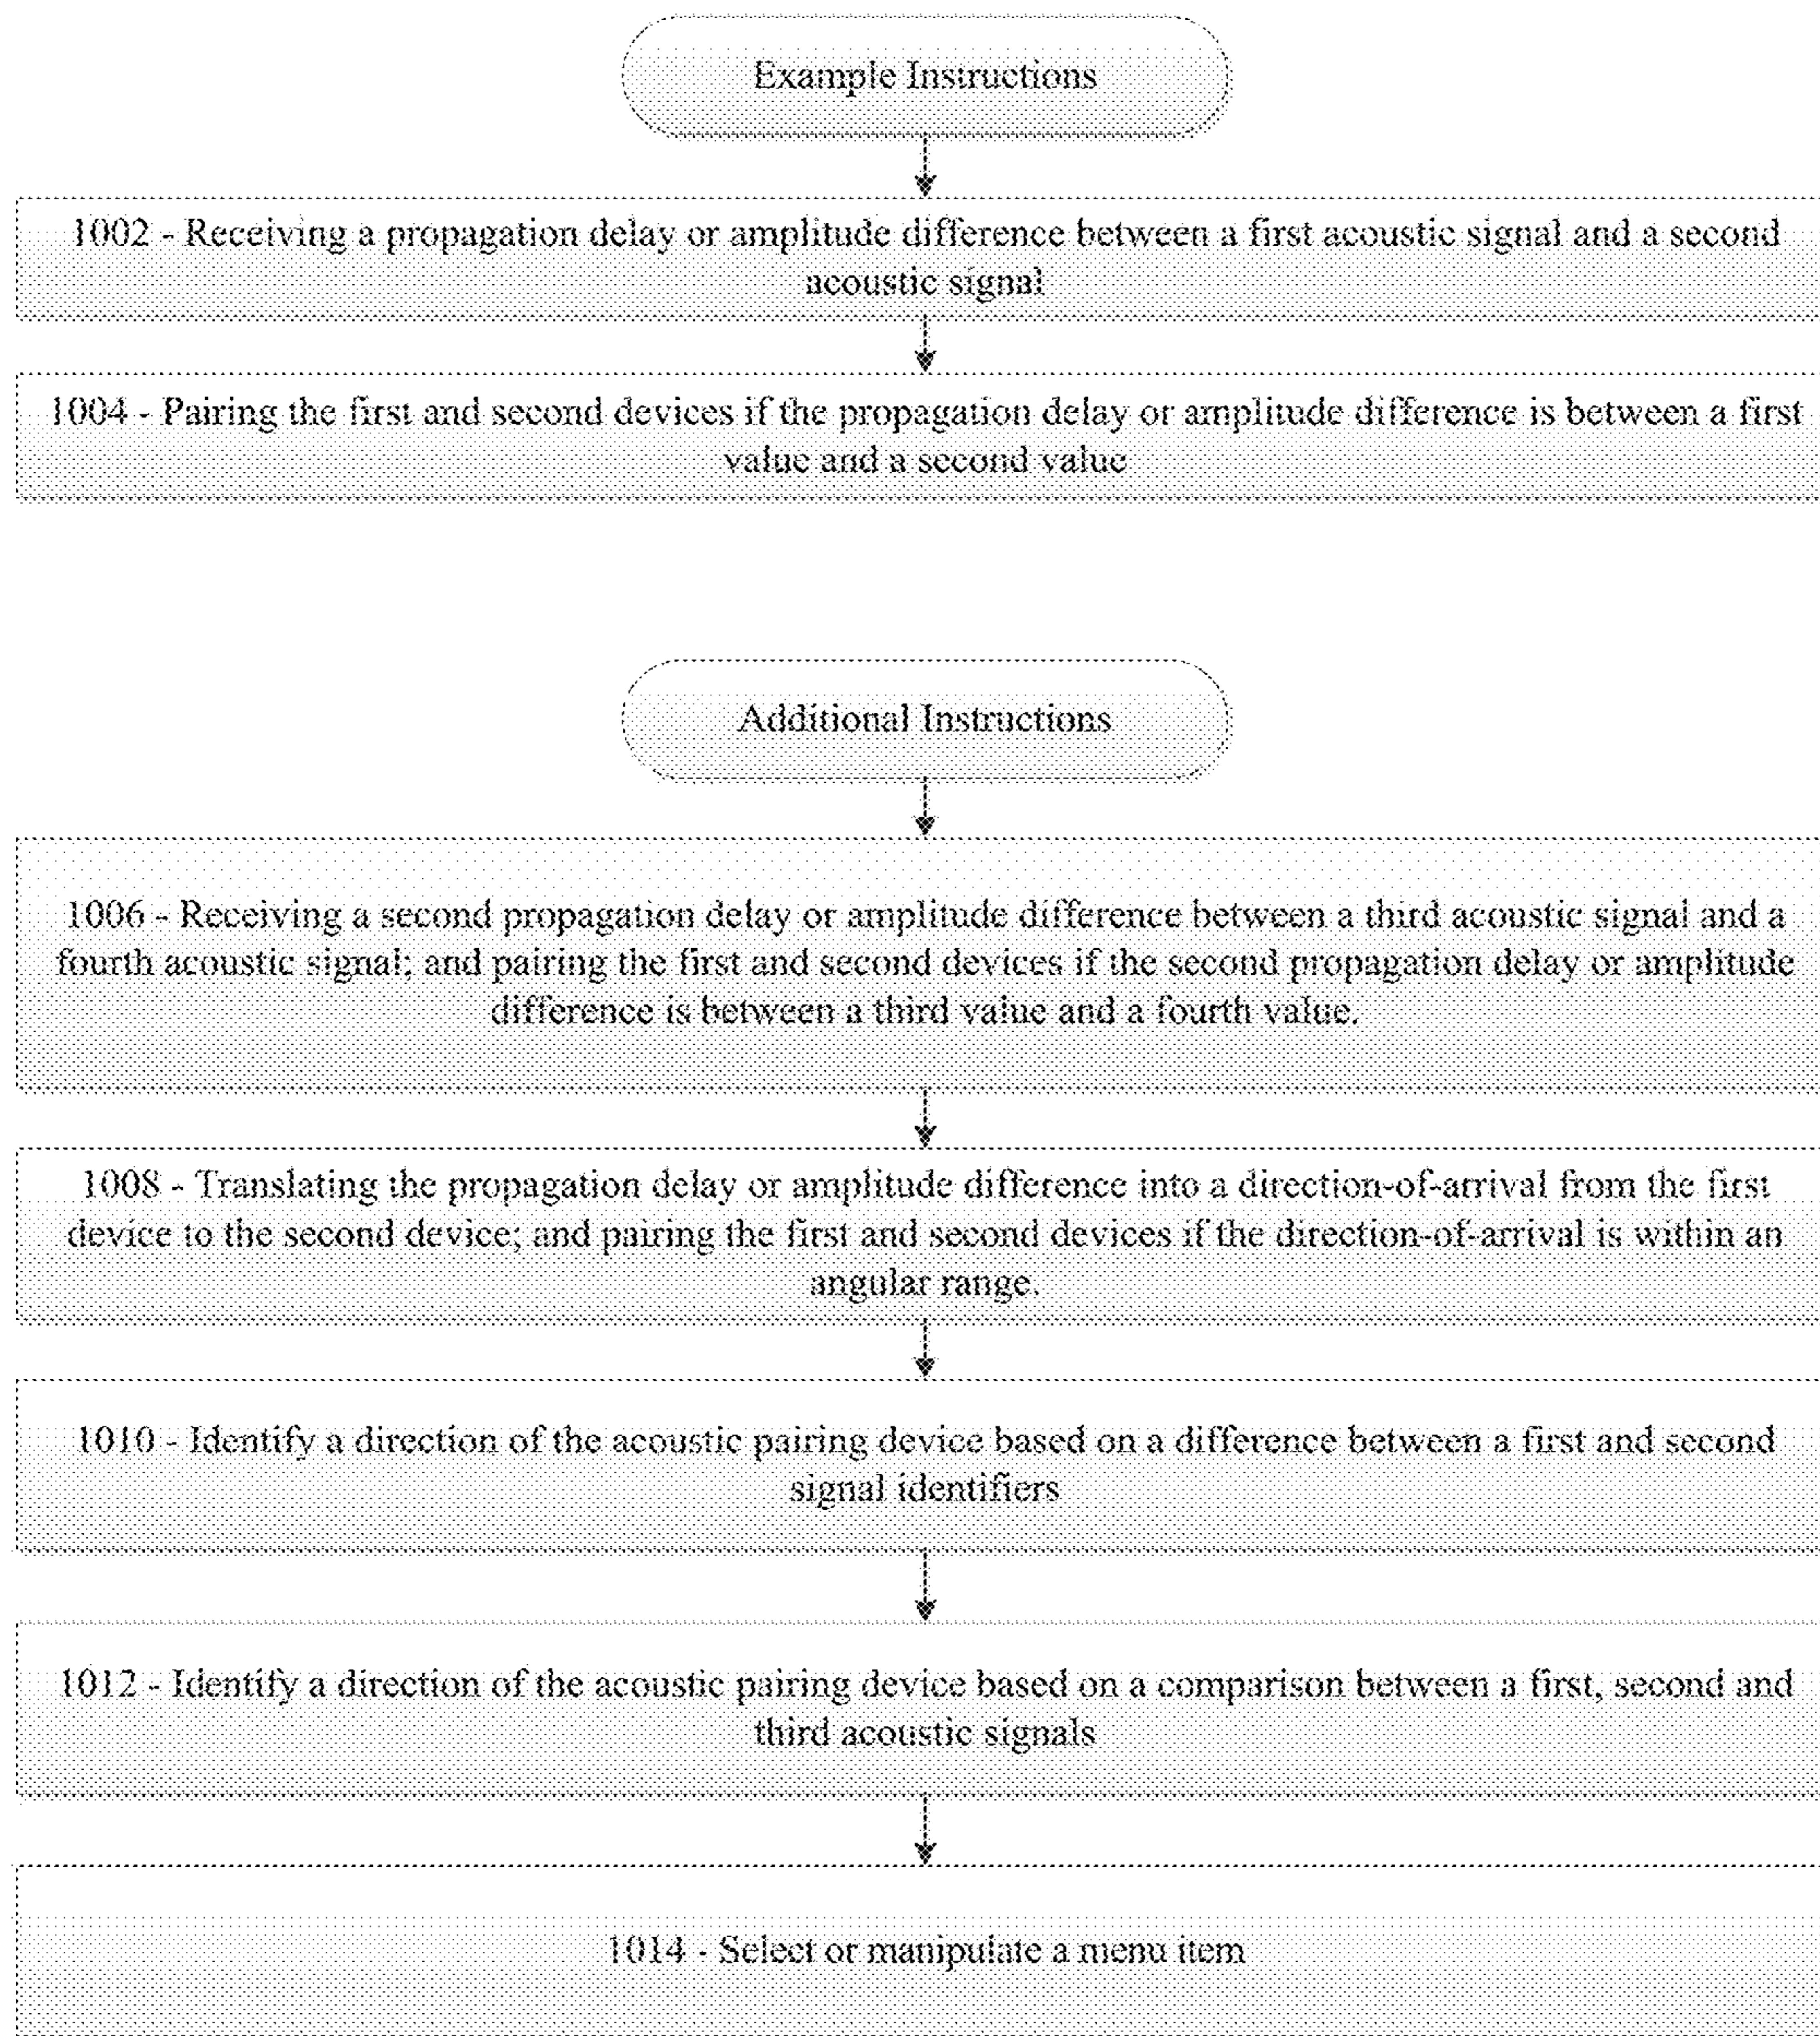 Example Instructions
1002 - Receiving a propagation delay or amplitude difference between a first acoustic signal and a second
acoustic signal
1004 - Pairing the first and second devices if the propagation delay or amplitude difference is between a first
value and a second value
Additional Instructions
1006 - Receiving a second propagation delay or amplitude difference between a third acoustic signal and a
fourth acoustic signal; and pairing the first and second devices if the second propagation delay or amplitude
difference is between a third value and a fourth value.
1008 - Translating the propagation delay or amplitude difference into a direction-of-arrival from the first
device to the second device; and pairing the first and second devices if the direction-of-arrival is within an
angular range.
1010 - Identify a direction of the acoustic pairing device based on a difference between a first and second
signal identifiers
1012 - Identify a direction of the acoustic pairing device based on a comparison between a first, second and
third acoustic signals
1014 - Select or manipulate a menu item